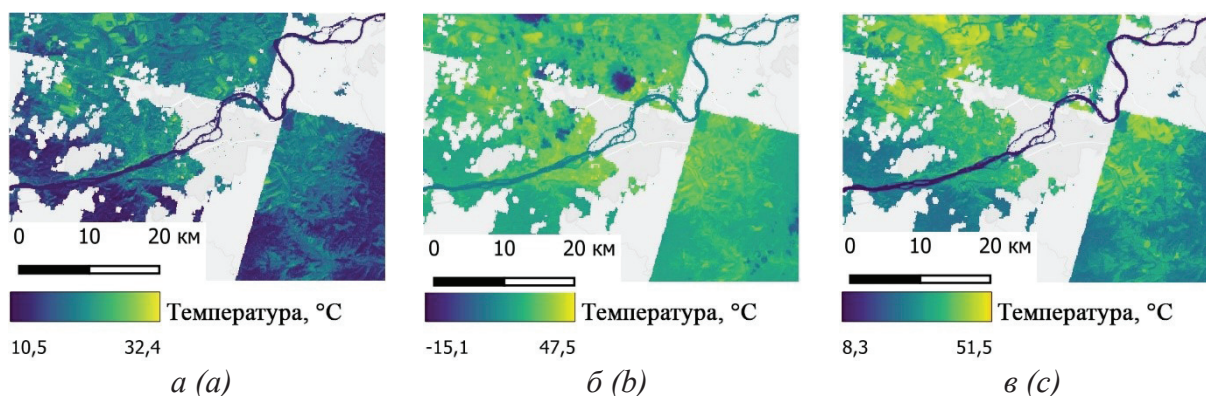 0 10 20 км
Температура, °C
10,5 32,4
а (a)
0 10 20 км
Температура, °C
-15,1 47,5
б (b)
0 10 20 км
Температура, °C
8,3 51,5
в (c)